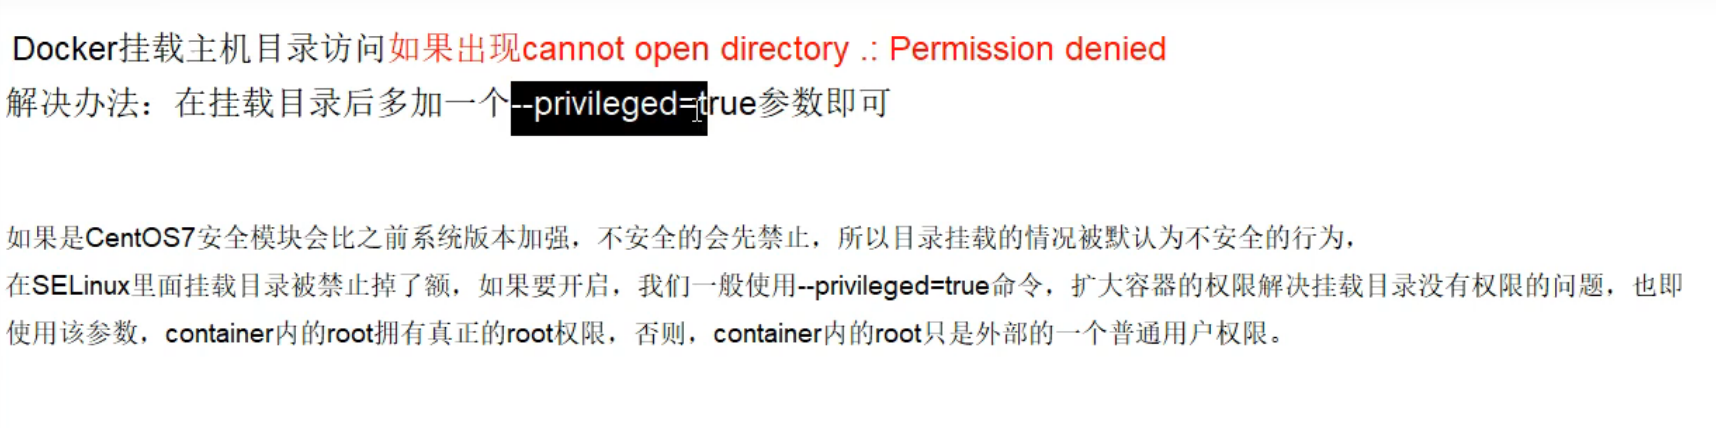 Docker挂载主机目录访问如果出现cannot open directory .: Permission denied
解决办法：在挂载目录后多加一个--privileged=true参数即可
如果是CentOS7安全模块会比之前系统版本加强，不安全的会先禁止，所以目录挂载的情况被默认为不安全的行为，
在SELinux里面挂载目录被禁止掉了额，如果要开启，我们一般使用--privileged=true命令，扩大容器的权限解决挂载目录没有权限的问题，也即
使用该参数，container内的root拥有真正的root权限，否则，container内的root只是外部的一个普通用户权限。